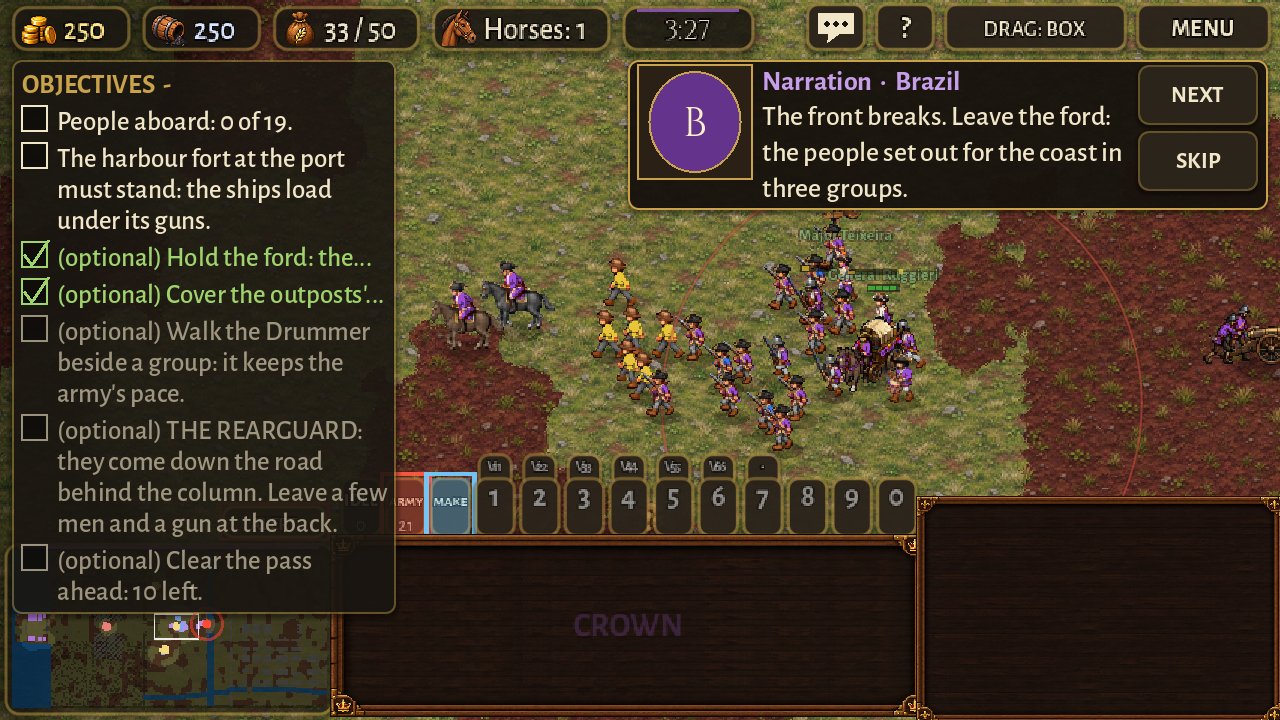 250
250
33 / 50
Horses: 1
3:27
?
DRAG: BOX
MENU
OBJECTIVES -
People aboard: 0 of 19.
The harbour fort at the port
must stand: the ships load
under its guns.
(optional) Hold the ford: the...
(optional) Cover the outposts'...
(optional) Walk the Drummer
beside a group: it keeps the
army's pace.
(optional) THE REARGUARD:
they come down the road
behind the column. Leave a few
men and a gun at the back.
(optional) Clear the pass
ahead: 10 left.
B
Narration · Brazil
The front breaks. Leave the ford:
the people set out for the coast in
three groups.
NEXT
SKIP
Major Teixeira
General Ruggieri
21
MAKE
1 2 3 4 5 6 7 8 9 0
CROWN